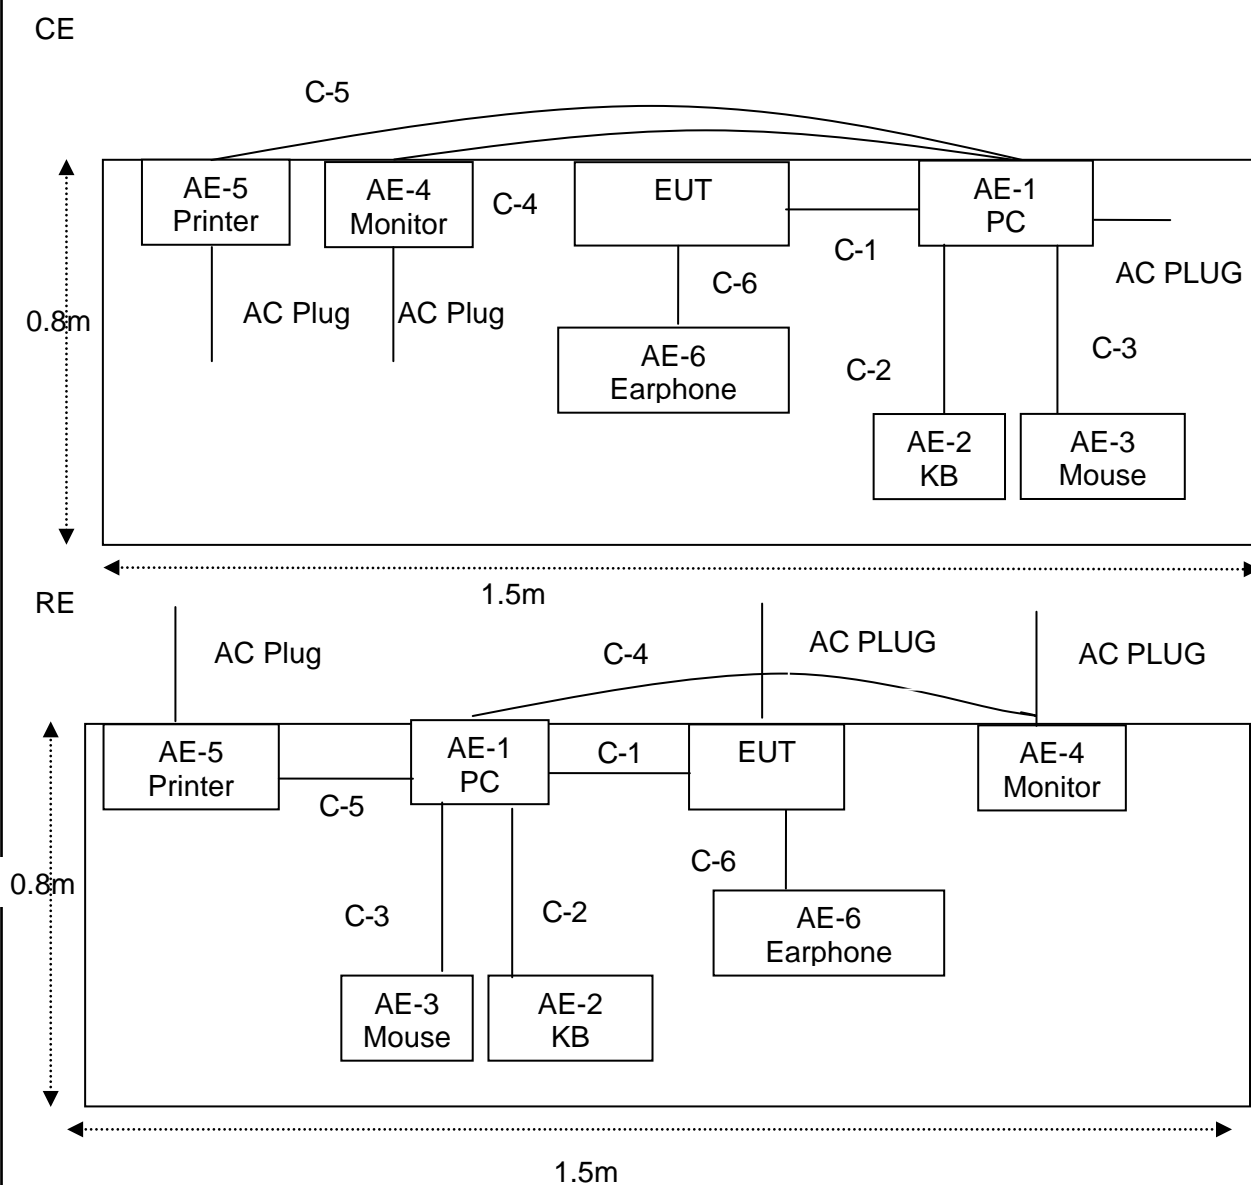 CE
C-5
AE-5
Printer
AE-4
Monitor
C-4
EUT
AE-1
PC
C-1
AC PLUG
C-6
AC Plug
AC Plug
0.8m
AE-6
Earphone
C-2
C-3
AE-2
KB
AE-3
Mouse
1.5m
RE
AC Plug
C-4
AC PLUG
AC PLUG
AE-5
Printer
AE-1
PC
C-1
EUT
AE-4
Monitor
C-5
C-6
0.8m
C-3
C-2
AE-6
Earphone
AE-3
Mouse
AE-2
KB
1.5m